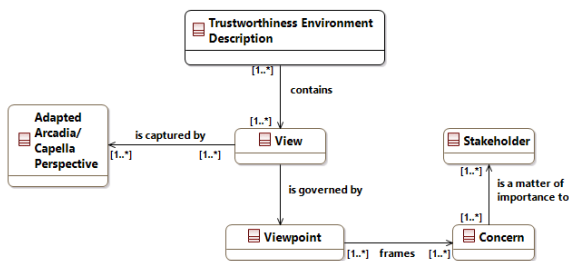 Trustworthiness Environment
Description
[1..*]
contains
[1..*]
Adapted
Arcadia/
Capella
Perspective
is captured by
[1..*]
[1..*]
View
Stakeholder
[1..*]
is governed by
is a matter of
importance to
[1..*]
Viewpoint
[1..*]
frames
[1..*]
Concern